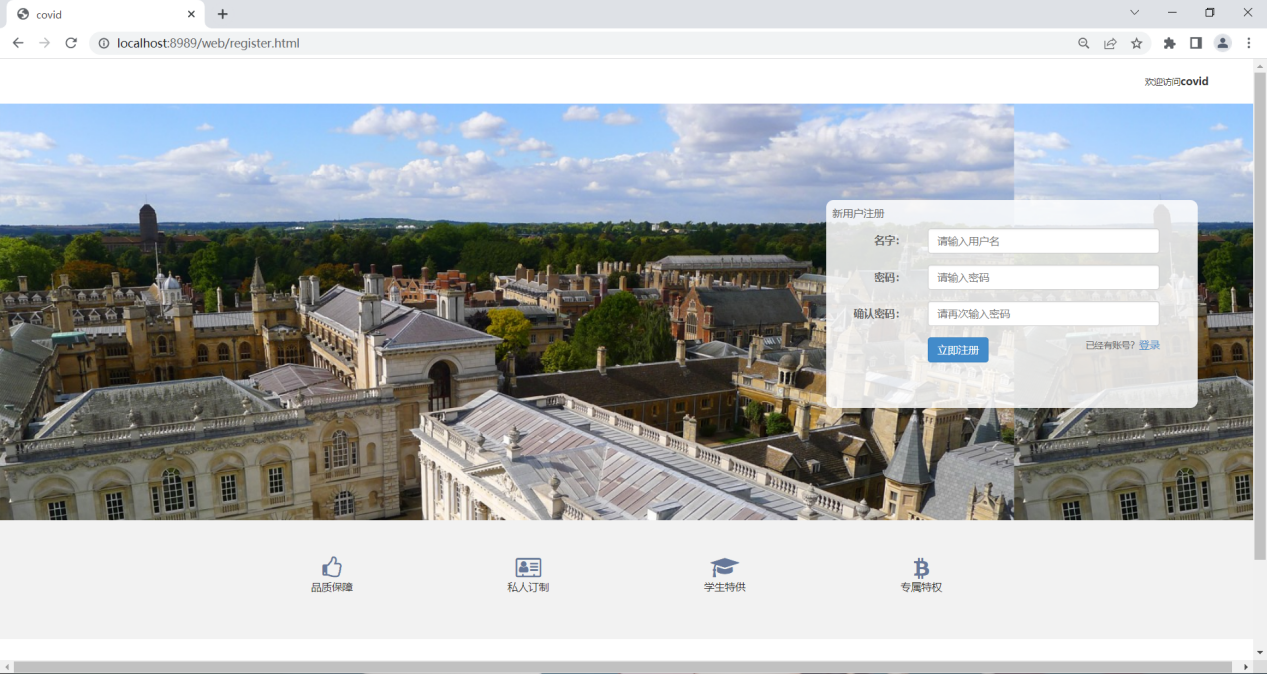 covid
localhost:8989/web/register.html
欢迎访问covid
新用户注册
名字: 请输入用户名
密码: 请输入密码
确认密码: 请再次输入密码
立即注册 已经有账号? 登录
品质保障 私人订制 学生特供 专属特权